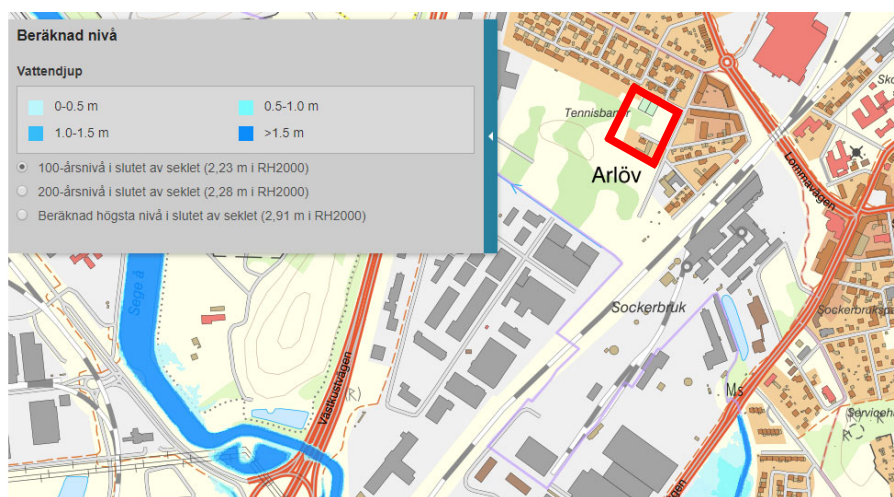 Beräknad nivå
Vattendjup
0-0.5 m
0.5-1.0 m
1.0-1.5 m
>1.5 m
100-årsnivå i slutet av seklet (2,23 m i RH2000)
200-årsnivå i slutet av seklet (2,28 m i RH2000)
Beräknad högsta nivå i slutet av seklet (2,91 m i RH2000)
Sko
Arlöv
Lommavägen
Sege å
Sockerbruk
Västkustvägen
Ms